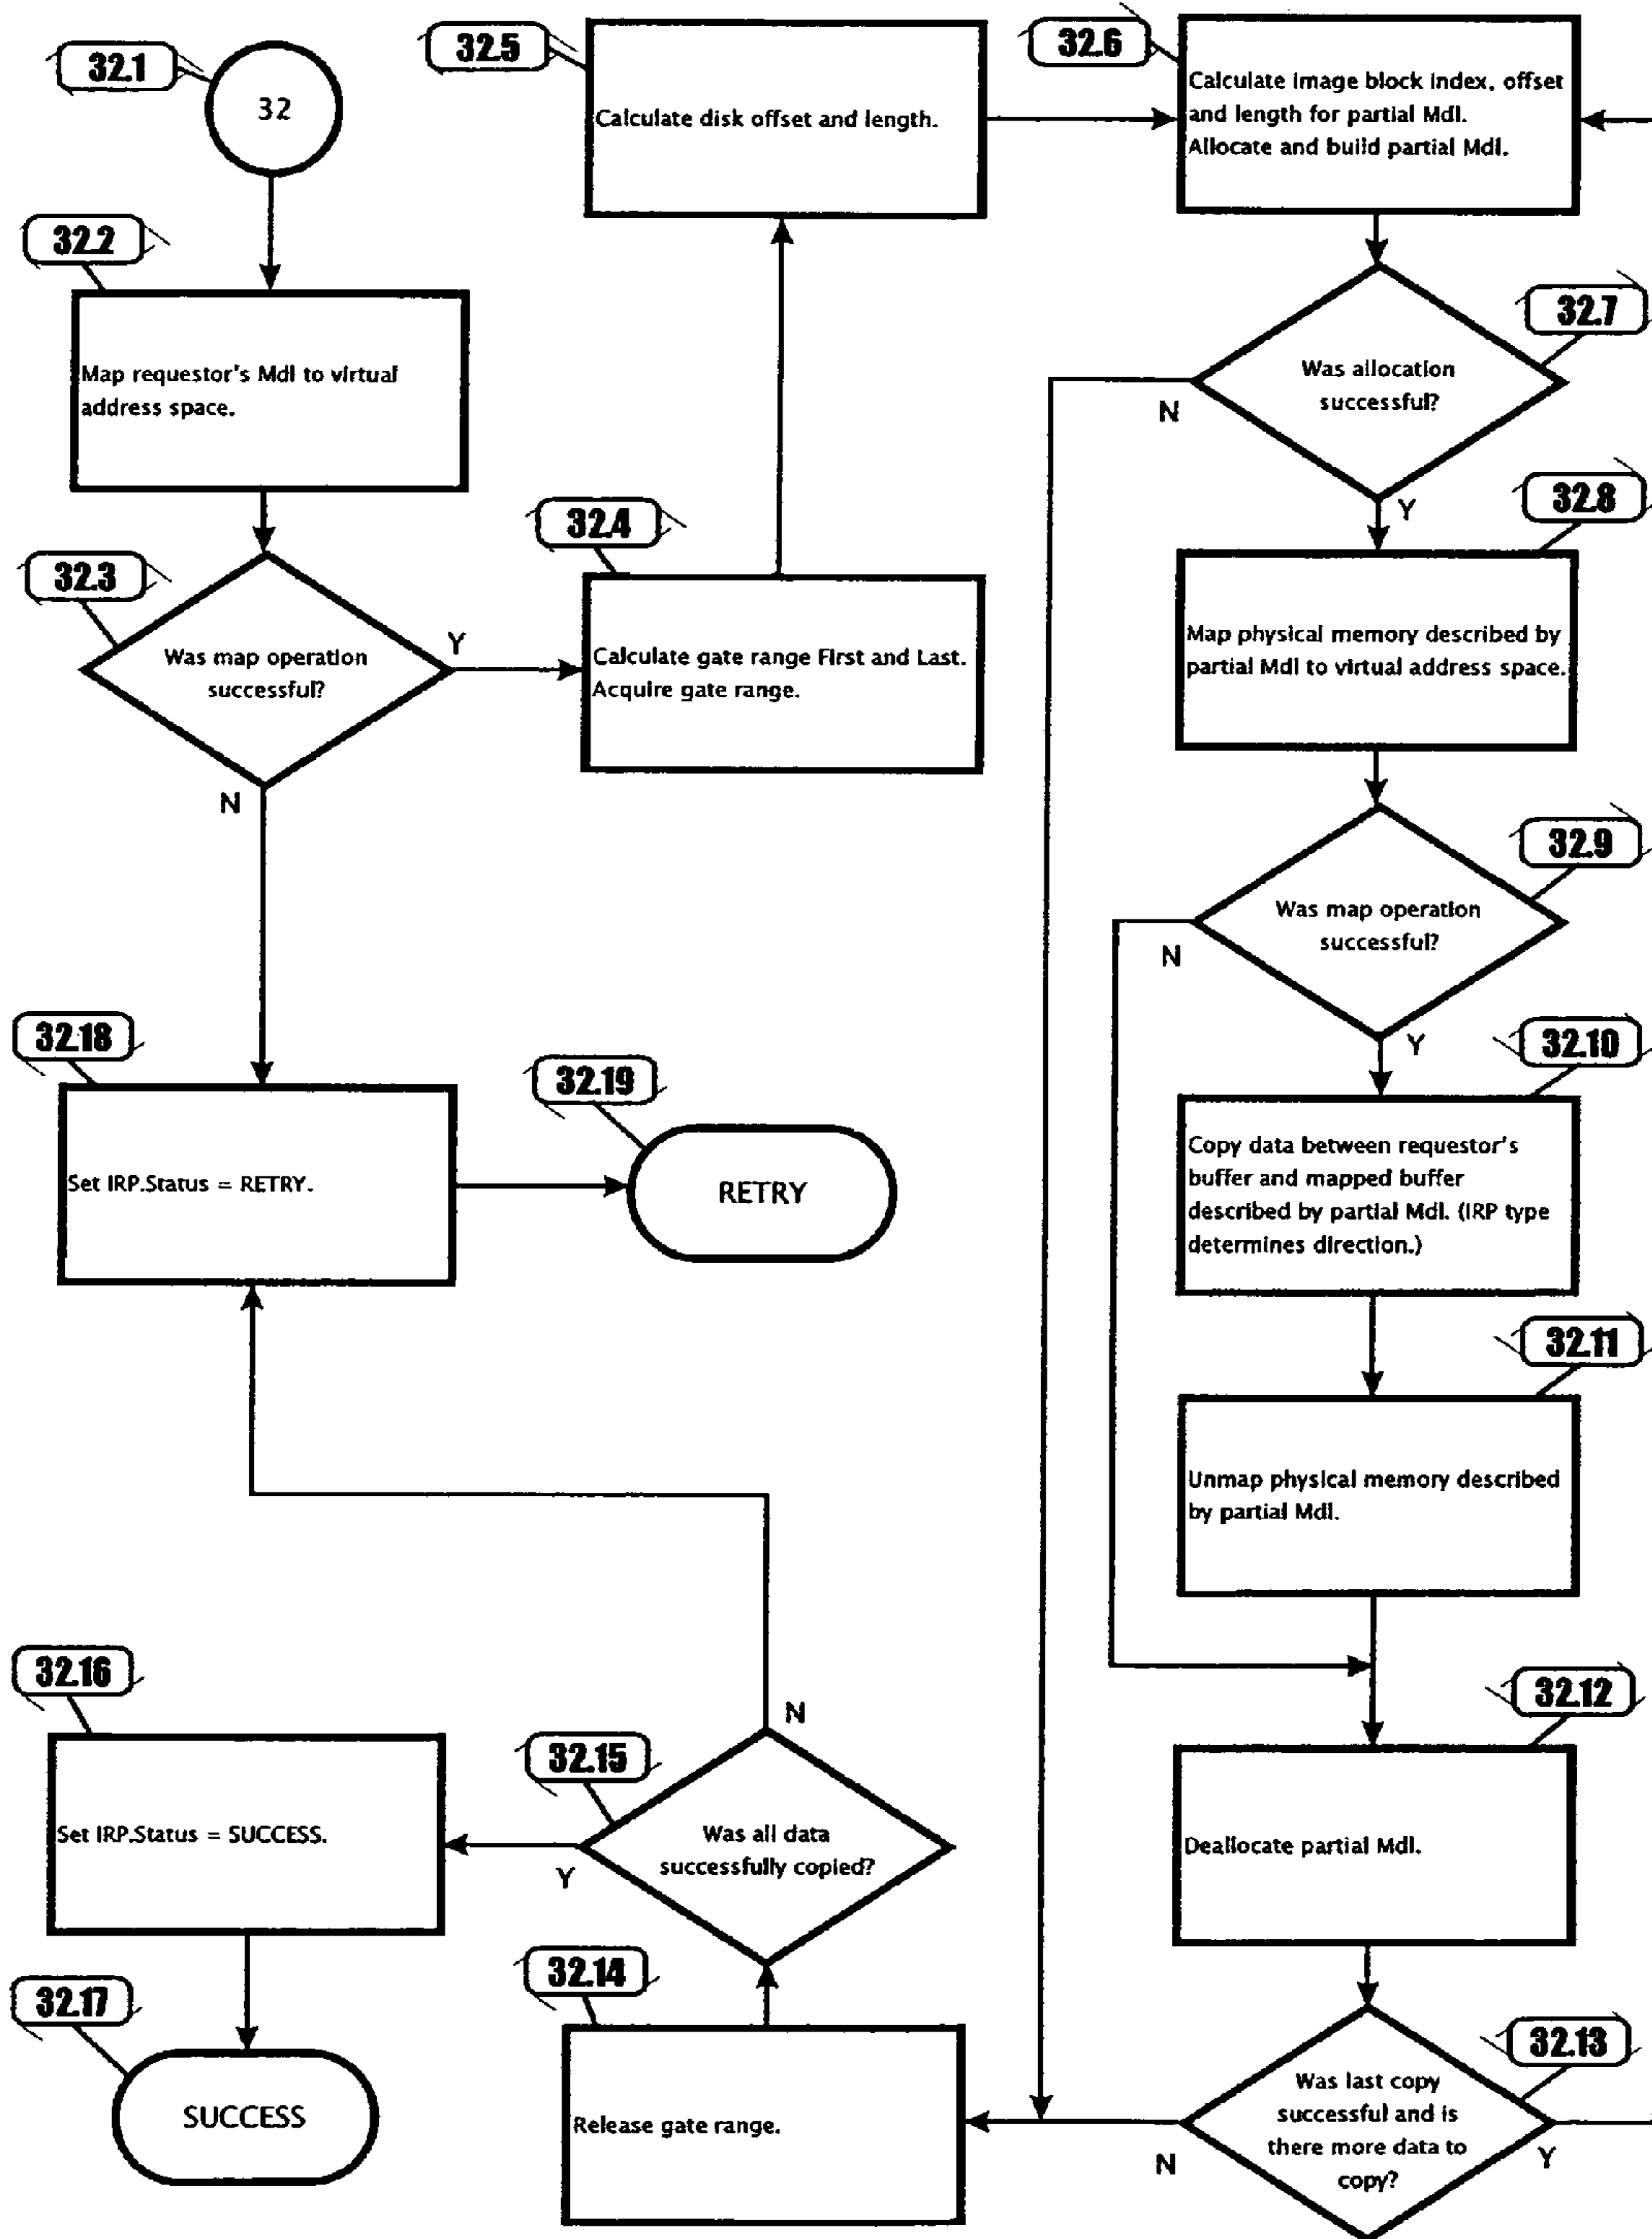 32.1
32
32.2
Map requestor's Mdl to virtual
address space.
32.3
Was map operation
successful?
Y
N
32.4
Calculate gate range First and Last.
Acquire gate range.
32.5
Calculate disk offset and length.
32.6
Calculate image block index, offset
and length for partial Mdl.
Allocate and build partial Mdl.
32.7
Was allocation
successful?
N
Y
32.8
Map physical memory described by
partial Mdl to virtual address space.
32.9
Was map operation
successful?
N
Y
32.10
Copy data between requestor's
buffer and mapped buffer
described by partial Mdl. (IRP type
determines direction.)
32.11
Unmap physical memory described
by partial Mdl.
32.12
Deallocate partial Mdl.
32.13
Was last copy
successful and is
there more data to
copy?
N
Y
32.14
Release gate range.
32.15
Was all data
successfully copied?
N
Y
32.16
Set IRP.Status = SUCCESS.
32.17
SUCCESS
32.18
Set IRP.Status = RETRY.
32.19
RETRY